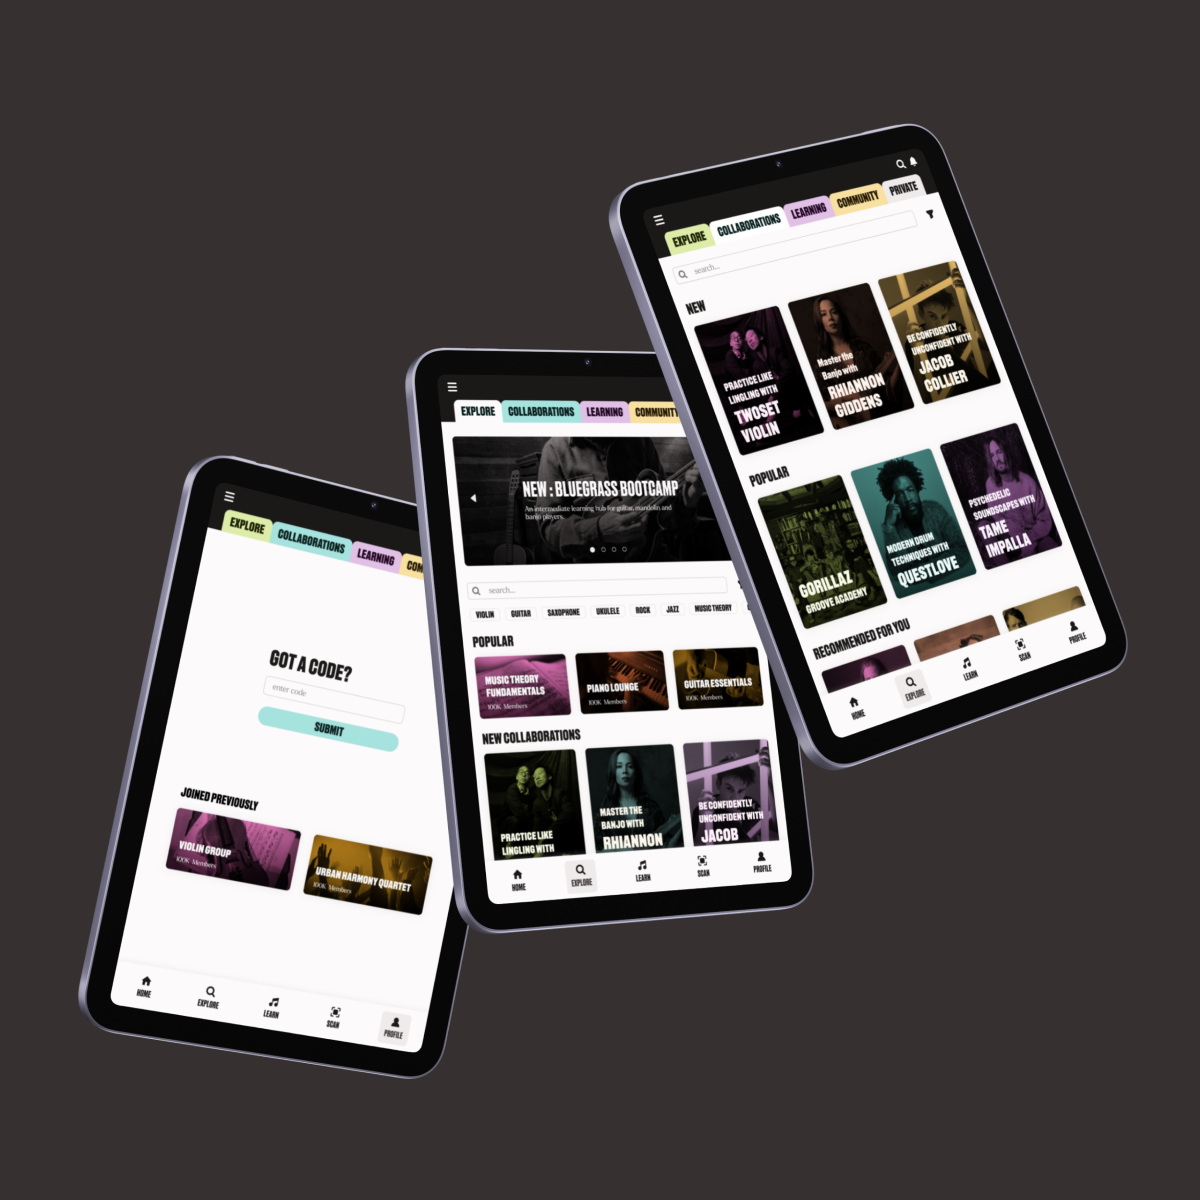 EXPLORE
COLLABORATIONS
LEARNING
COM
GOT A CODE?
enter code
SUBMIT
JOINED PREVIOUSLY
VIOLIN GROUP
100K Members
URBAN HARMONY QUARTET
100K Members
HOME
EXPLORE
LEARN
SCAN
PROFILE
EXPLORE
COLLABORATIONS
LEARNING
COMMUNITY
NEW : BLUEGRASS BOOTCAMP
An intermediate learning hub for guitar, mandolin and
banjo players.
search...
VIOLIN
GUITAR
SAXOPHONE
UKULELE
ROCK
JAZZ
MUSIC THEORY
POPULAR
MUSIC THEORY
FUNDAMENTALS
100K Members
PIANO LOUNGE
100K Members
GUITAR ESSENTIALS
100K Members
NEW COLLABORATIONS
PRACTICE LIKE
LINGLING WITH
MASTER THE
BANJO WITH
RHIANNON
BE CONFIDENTLY
UNCONFIDENT WITH
JACOB
HOME
EXPLORE
LEARN
SCAN
PROFILE
EXPLORE
COLLABORATIONS
LEARNING
COMMUNITY
PRIVATE
search...
NEW
PRACTICE LIKE
LINGLING WITH
TWOSET
VIOLIN
Master the
Banjo with
RHIANNON
GIDDENS
BE CONFIDENTLY
UNCONFIDENT WITH
JACOB
COLLIER
POPULAR
GORILLAZ
GROOVE ACADEMY
MODERN DRUM
TECHNIQUES WITH
QUESTLOVE
PSYCHEDELIC
SOUNDSCAPES WITH
TAME
IMPALLA
RECOMMENDED FOR YOU
HOME
EXPLORE
LEARN
SCAN
PROFILE